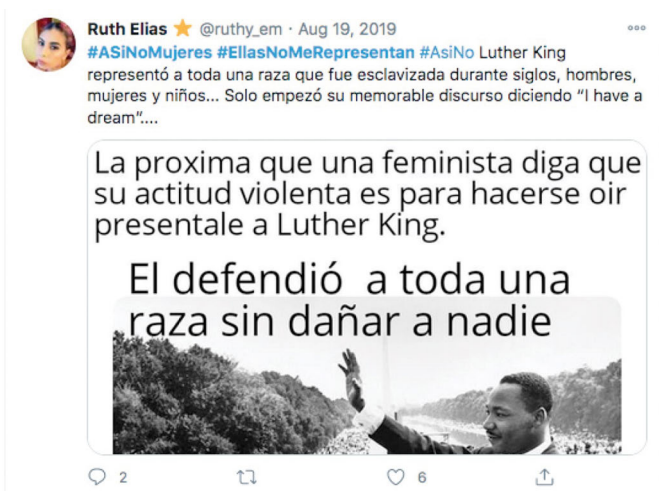 Ruth Elias ⭐ @ruthy_em · Aug 19, 2019
#ASiNoMujeres #EllasNoMeRepresentan #AsiNo Luther King
representó a toda una raza que fue esclavizada durante siglos, hombres,
mujeres y niños... Solo empezó su memorable discurso diciendo “I have a
dream”....
La proxima que una feminista diga que
su actitud violenta es para hacerse oir
presentale a Luther King.
El defendió a toda una
raza sin dañar a nadie
2 6